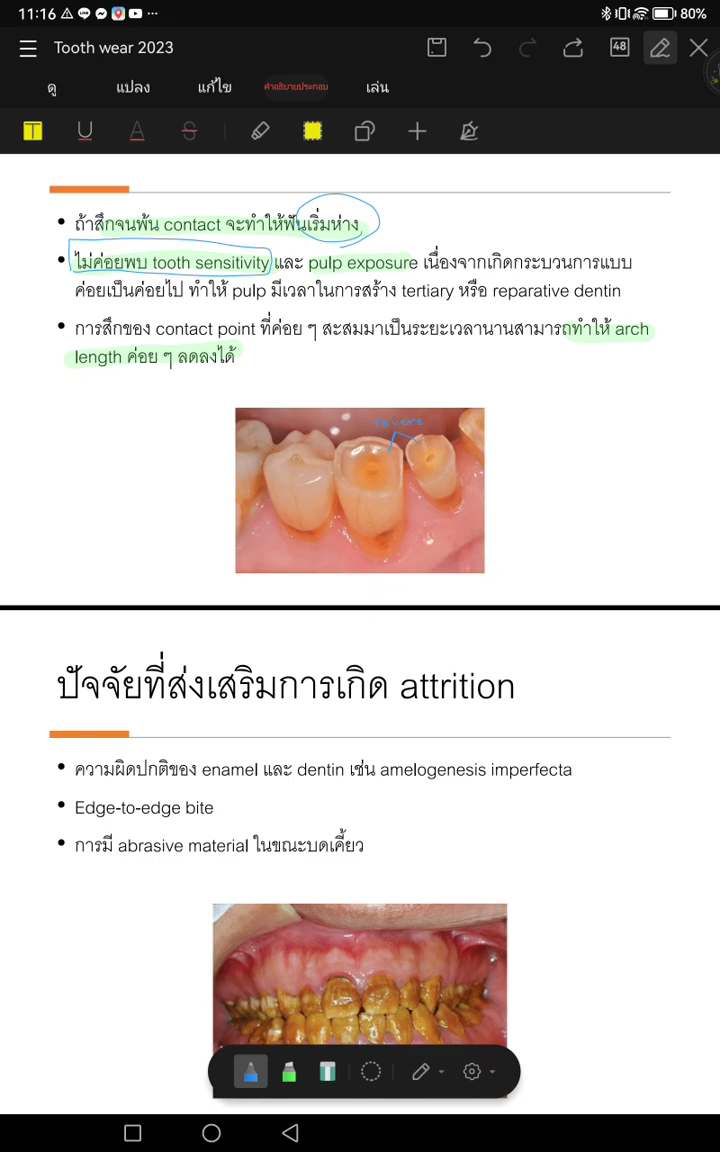 11:16 80%
Tooth wear 2023 48
ดู แปลง แก้ไข คำอธิบายประกอบ เล่น
T U A S
• ถ้าสึกจนพ้น contact จะทำให้ฟันเริ่มห่าง
• ไม่ค่อยพบ tooth sensitivity และ pulp exposure เนื่องจากเกิดกระบวนการแบบ
ค่อยเป็นค่อยไป ทำให้ pulp มีเวลาในการสร้าง tertiary หรือ reparative dentin
• การสึกของ contact point ที่ค่อย ๆ สะสมมาเป็นระยะเวลานานสามารถทำให้ arch
length ค่อย ๆ ลดลงได้
severe
ปัจจัยที่ส่งเสริมการเกิด attrition
• ความผิดปกติของ enamel และ dentin เช่น amelogenesis imperfecta
• Edge-to-edge bite
• การมี abrasive material ในขณะบดเคี้ยว